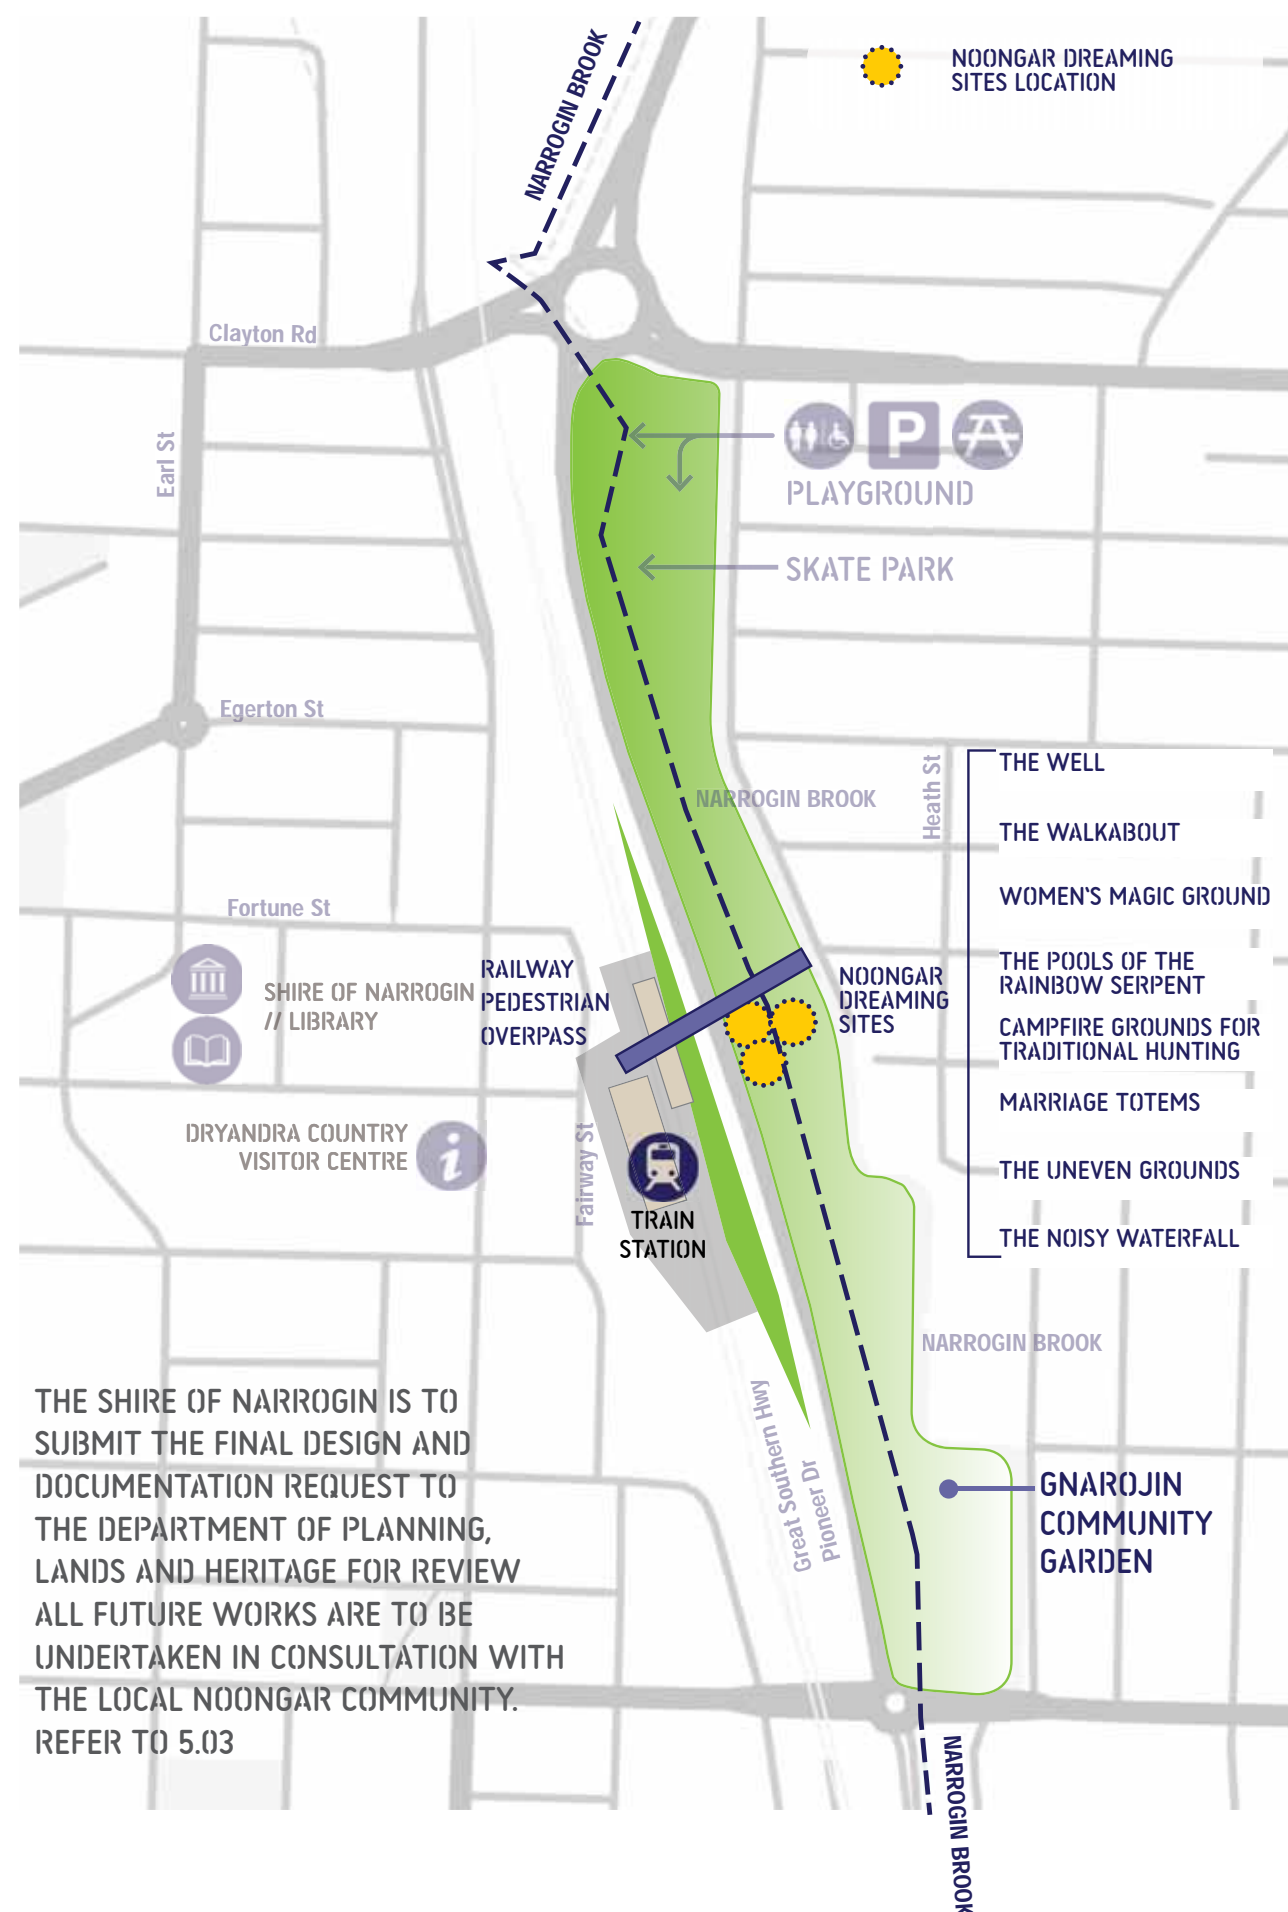 NARROGIN BROOK
NOONGAR DREAMING
SITES LOCATION
Clayton Rd
Earl St
P
PLAYGROUND
SKATE PARK
Egerton St
NARROGIN BROOK
Heath St
THE WELL
THE WALKABOUT
WOMEN'S MAGIC GROUND
THE POOLS OF THE
RAINBOW SERPENT
CAMPFIRE GROUNDS FOR
TRADITIONAL HUNTING
MARRIAGE TOTEMS
THE UNEVEN GROUNDS
THE NOISY WATERFALL
Fortune St
SHIRE OF NARROGIN
// LIBRARY
RAILWAY
PEDESTRIAN
OVERPASS
NOONGAR
DREAMING
SITES
DRYANDRA COUNTRY
VISITOR CENTRE
i
Fairway St
TRAIN
STATION
NARROGIN BROOK
Great Southern Hwy
Pioneer Dr
GNAROJIN
COMMUNITY
GARDEN
THE SHIRE OF NARROGIN IS TO
SUBMIT THE FINAL DESIGN AND
DOCUMENTATION REQUEST TO
THE DEPARTMENT OF PLANNING,
LANDS AND HERITAGE FOR REVIEW
ALL FUTURE WORKS ARE TO BE
UNDERTAKEN IN CONSULTATION WITH
THE LOCAL NOONGAR COMMUNITY.
REFER TO 5.03
NARROGIN BROOK